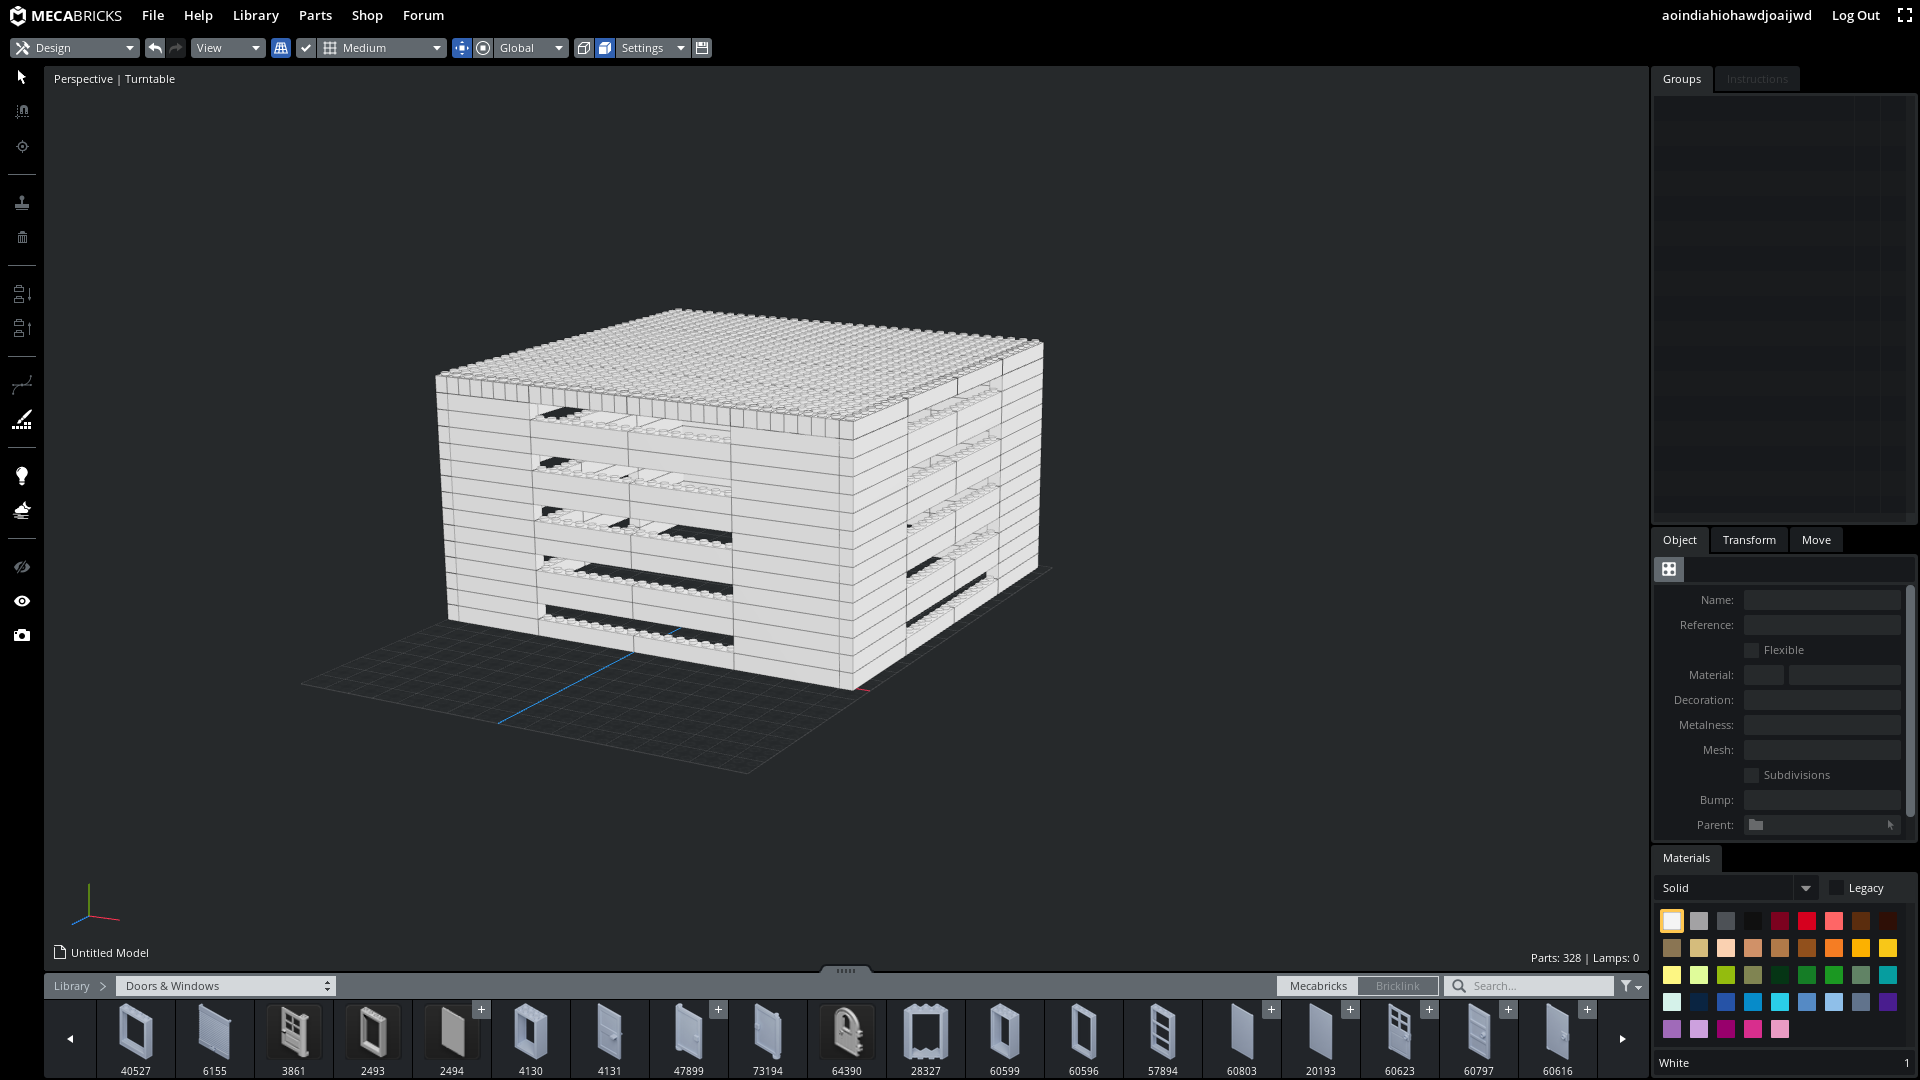 MECABRICKS File Help Library Parts Shop Forum aoindiahiohawdjoaijwd Log Out
Design View Medium Global Settings
Perspective | Turntable
Groups Instructions
Object Transform Move
Name:
Reference:
Flexible
Material:
Decoration:
Metalness:
Mesh:
Subdivisions
Bump:
Parent:
Materials
Solid Legacy
White 1
Untitled Model
Parts: 328 | Lamps: 0
Library Doors & Windows Mecabricks Bricklink Search...
40527 6155 3861 2493 2494 4130 4131 47899 73194 64390 28327 60599 60596 57894 60803 20193 60623 60797 60616